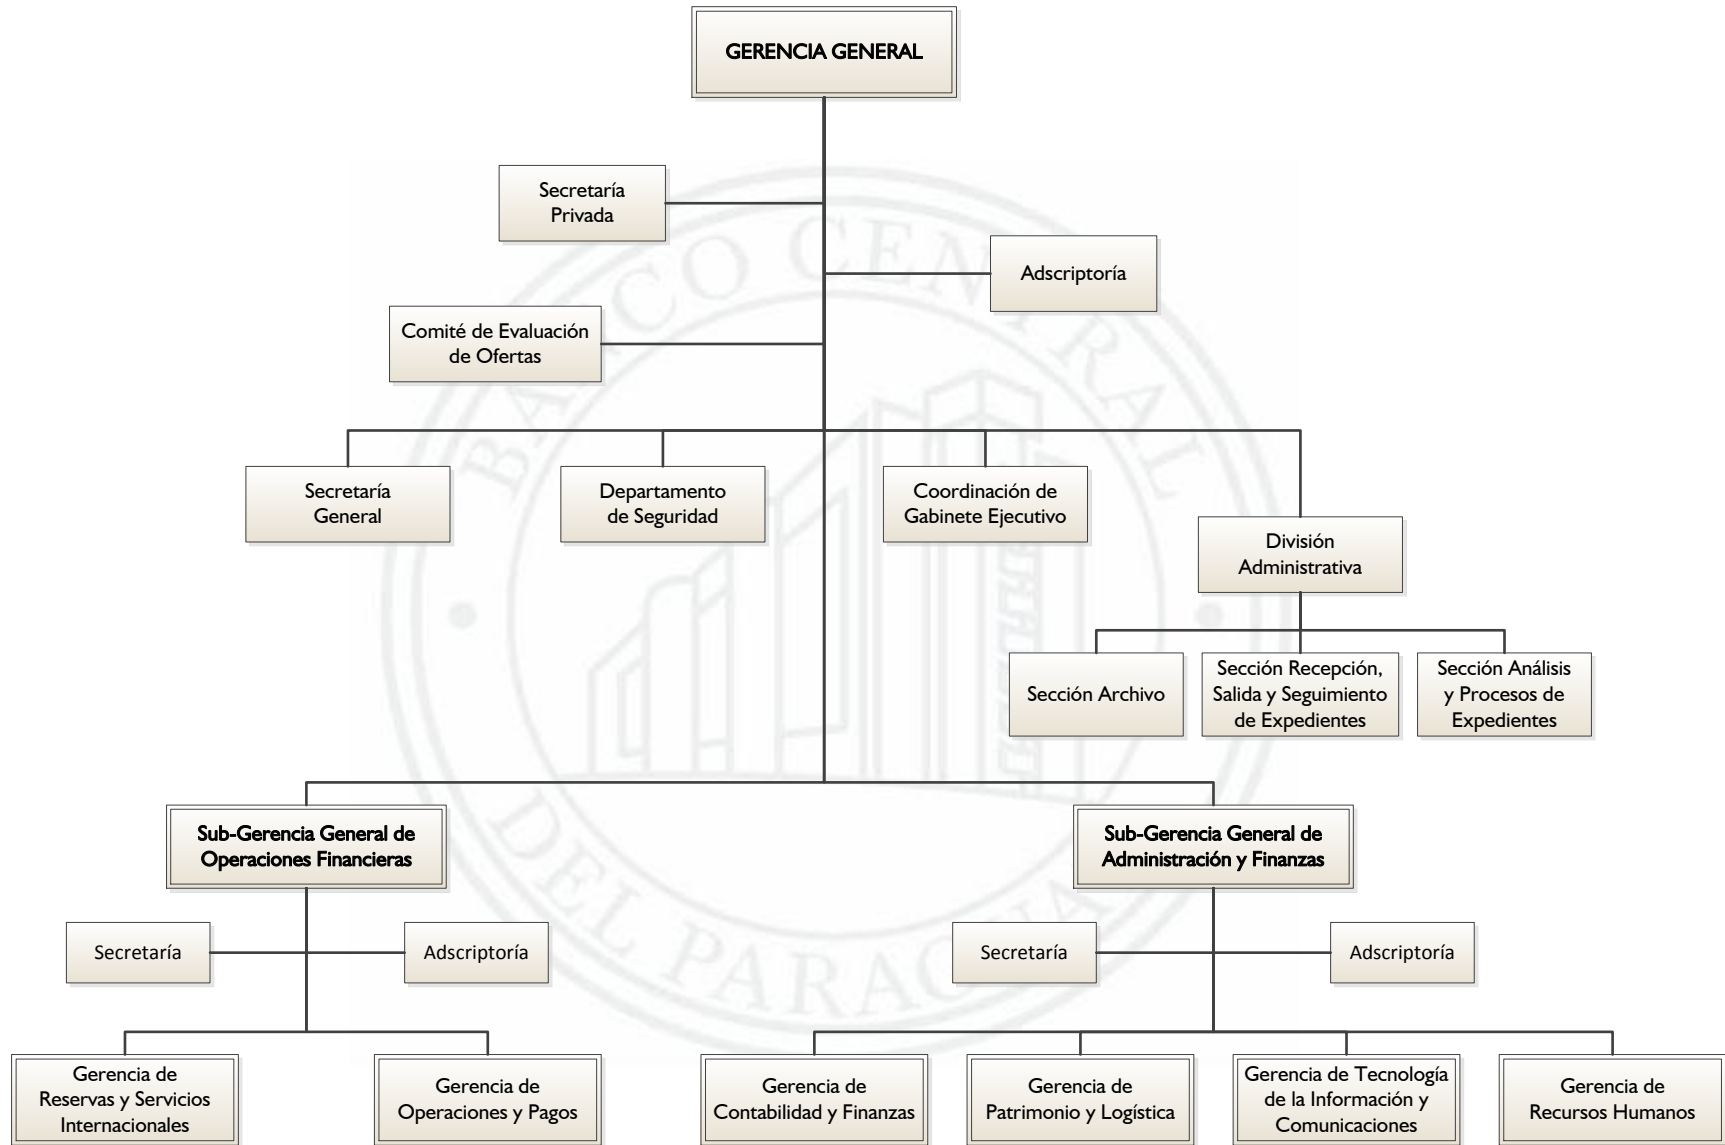 GERENCIA GENERAL
Secretaría
Privada
Adscriptoría
Comité de Evaluación
de Ofertas
Secretaría
General
Departamento
de Seguridad
Coordinación de
Gabinete Ejecutivo
División
Administrativa
Sección Archivo
Sección Recepción,
Salida y Seguimiento
de Expedientes
Sección Análisis
y Procesos de
Expedientes
Sub-Gerencia General de
Operaciones Financieras
Sub-Gerencia General de
Administración y Finanzas
Secretaría
Adscriptoría
Secretaría
Adscriptoría
Gerencia de
Reservas y Servicios
Internacionales
Gerencia de
Operaciones y Pagos
Gerencia de
Contabilidad y Finanzas
Gerencia de
Patrimonio y Logística
Gerencia de Tecnología
de la Información y
Comunicaciones
Gerencia de
Recursos Humanos
BANCO CENTRAL
DEL PARAGUA